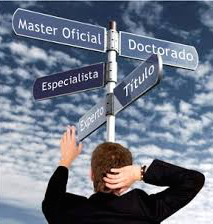 Master Oficial
Doctorado
Especialista
Título
Experto